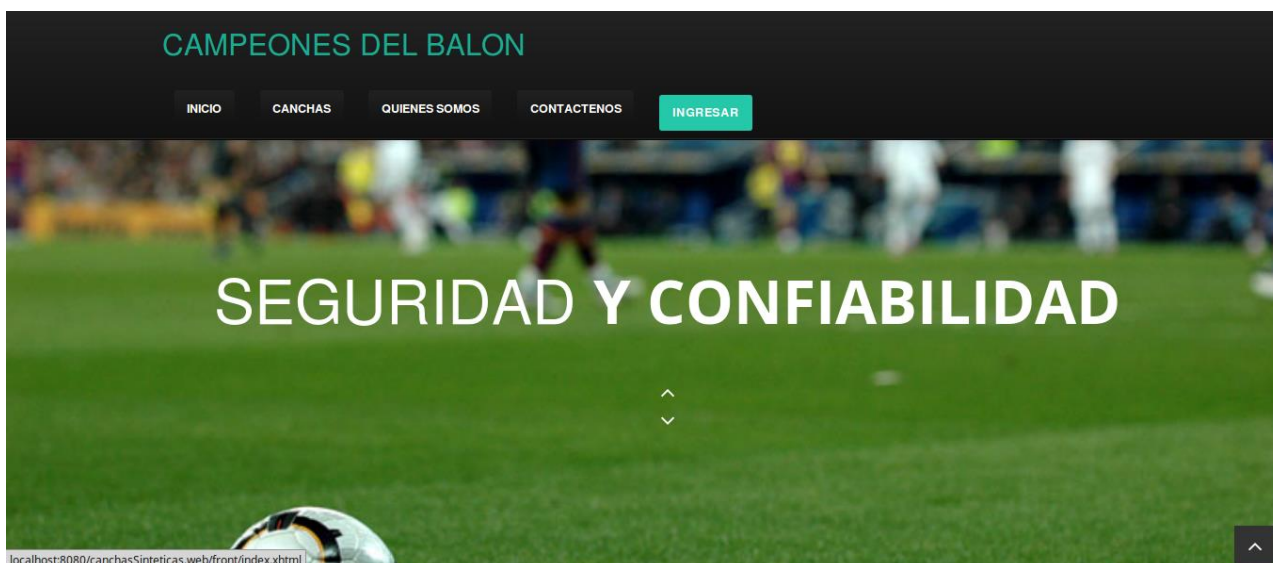 CAMPEONES DEL BALON
INICIO CANCHAS QUIENES SOMOS CONTACTENOS INGRESAR
SEGURIDAD Y CONFIABILIDAD
localhost:8080/canchasSinteticas.web/front/index.xhtml